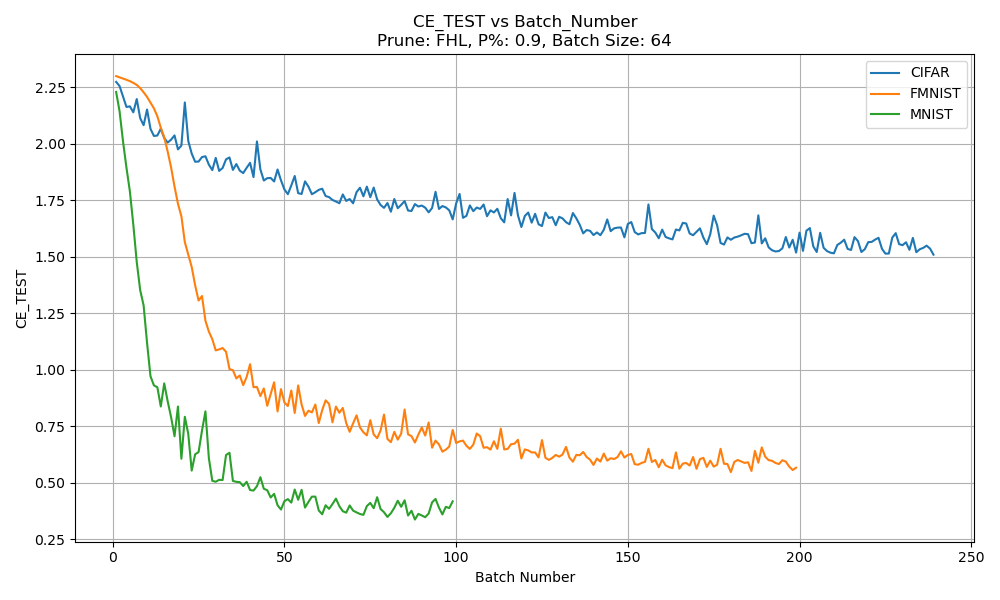 CE_TEST vs Batch_Number
Prune: FHL, P%: 0.9, Batch Size: 64
CIFAR
FMNIST
MNIST
2.25
2.00
1.75
1.50
1.25
1.00
0.75
0.50
0.25
CE_TEST
0 50 100 150 200 250
Batch Number